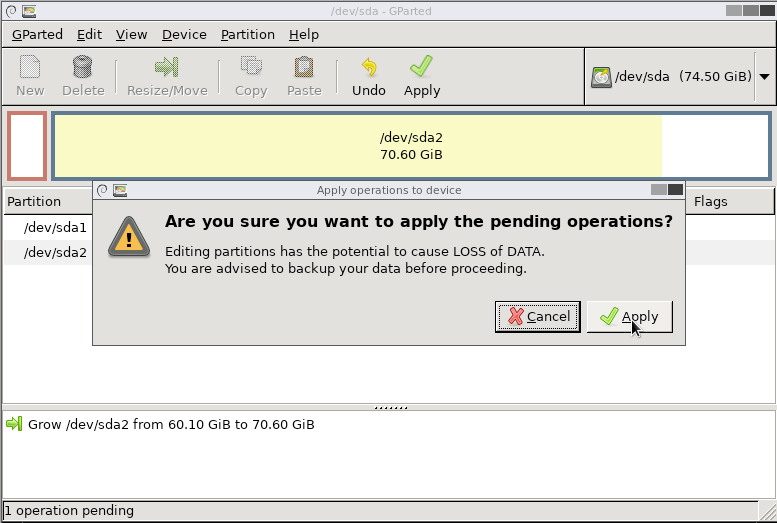 /dev/sda - GParted
GParted Edit View Device Partition Help
New Delete Resize/Move Copy Paste Undo Apply
/dev/sda (74.50 GiB)
/dev/sda2
70.60 GiB
Apply operations to device
Partition
Flags
/dev/sda1
/dev/sda2
Are you sure you want to apply the pending operations?
Editing partitions has the potential to cause LOSS of DATA.
You are advised to backup your data before proceeding.
Cancel Apply
Grow /dev/sda2 from 60.10 GiB to 70.60 GiB
1 operation pending